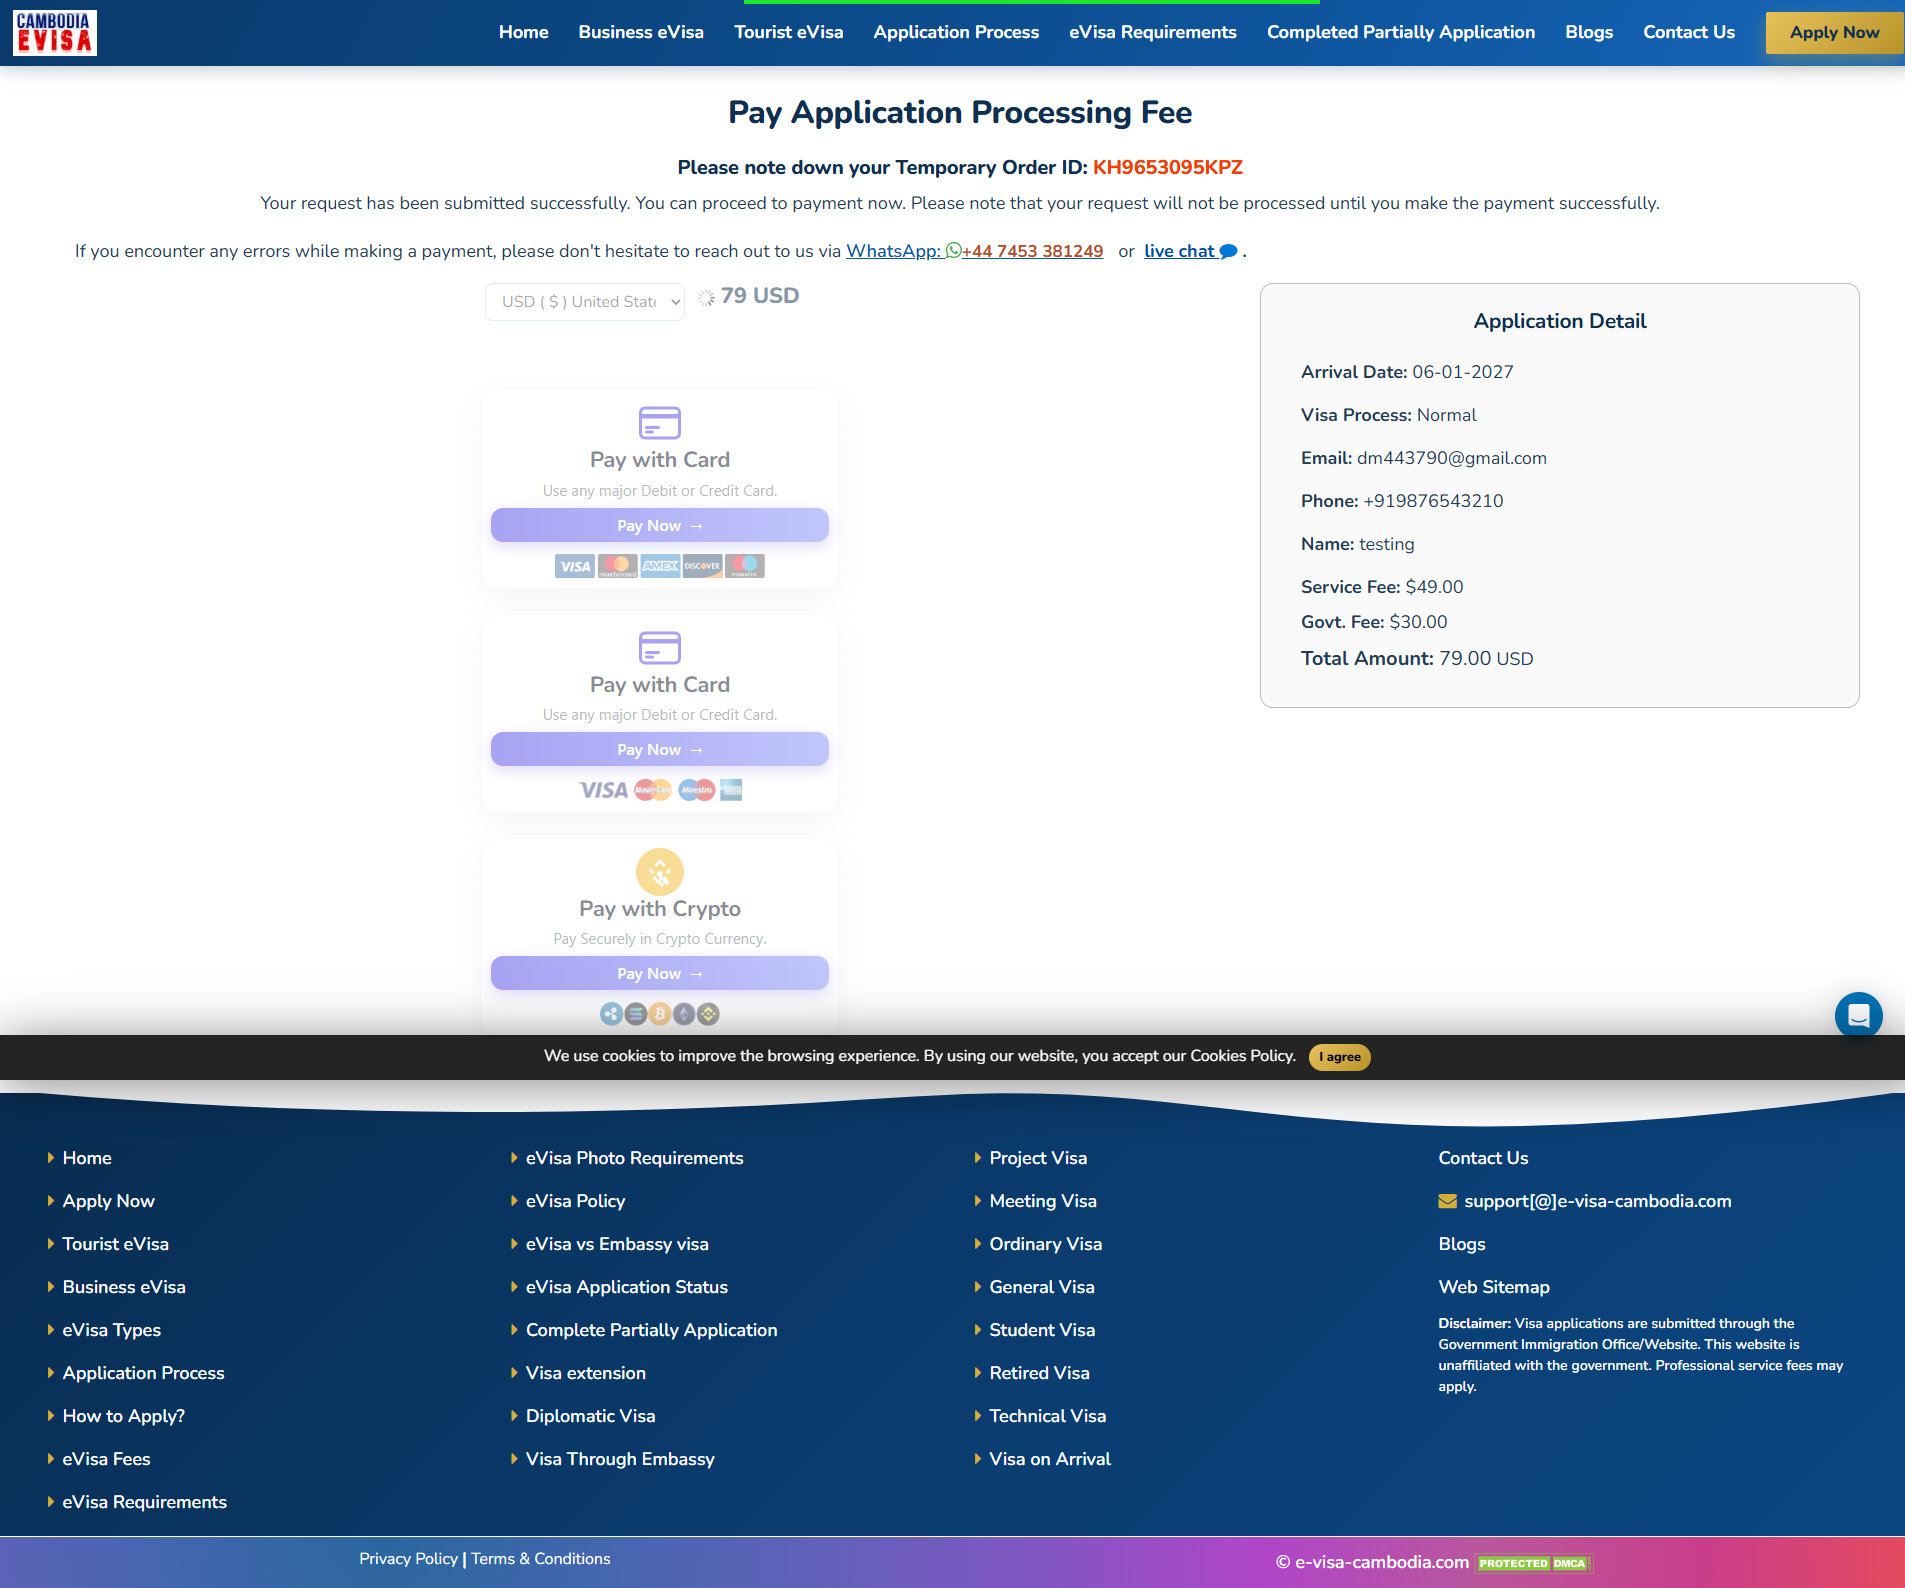 CAMBODIA
EVISA
Home Business eVisa Tourist eVisa Application Process eVisa Requirements Completed Partially Application Blogs Contact Us Apply Now
Pay Application Processing Fee
Please note down your Temporary Order ID: KH9653095KPZ
Your request has been submitted successfully. You can proceed to payment now. Please note that your request will not be processed until you make the payment successfully.
If you encounter any errors while making a payment, please don't hesitate to reach out to us via WhatsApp: +44 7453 381249 or live chat .
USD ( $ ) United State
79 USD
Pay with Card
Use any major Debit or Credit Card.
Pay Now →
VISA mastercard AMEX DISCOVER maestro
Pay with Card
Use any major Debit or Credit Card.
Pay Now →
VISA MasterCard Maestro
Pay with Crypto
Pay Securely in Crypto Currency.
Pay Now →
Application Detail
Arrival Date: 06-01-2027
Visa Process: Normal
Email: dm443790@gmail.com
Phone: +919876543210
Name: testing
Service Fee: $49.00
Govt. Fee: $30.00
Total Amount: 79.00 USD
We use cookies to improve the browsing experience. By using our website, you accept our Cookies Policy. I agree
Home
Apply Now
Tourist eVisa
Business eVisa
eVisa Types
Application Process
How to Apply?
eVisa Fees
eVisa Requirements
eVisa Photo Requirements
eVisa Policy
eVisa vs Embassy visa
eVisa Application Status
Complete Partially Application
Visa extension
Diplomatic Visa
Visa Through Embassy
Project Visa
Meeting Visa
Ordinary Visa
General Visa
Student Visa
Retired Visa
Technical Visa
Visa on Arrival
Contact Us
support[@]e-visa-cambodia.com
Blogs
Web Sitemap
Disclaimer: Visa applications are submitted through the
Government Immigration Office/Website. This website is
unaffiliated with the government. Professional service fees may
apply.
Privacy Policy | Terms & Conditions
© e-visa-cambodia.com PROTECTED DMCA